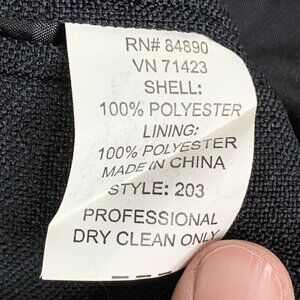 RN# 84890
VN 71423
SHELL:
100% POLYESTER
LINING:
100% POLYESTER
MADE IN CHINA
STYLE: 203
PROFESSIONAL
DRY CLEAN ONLY